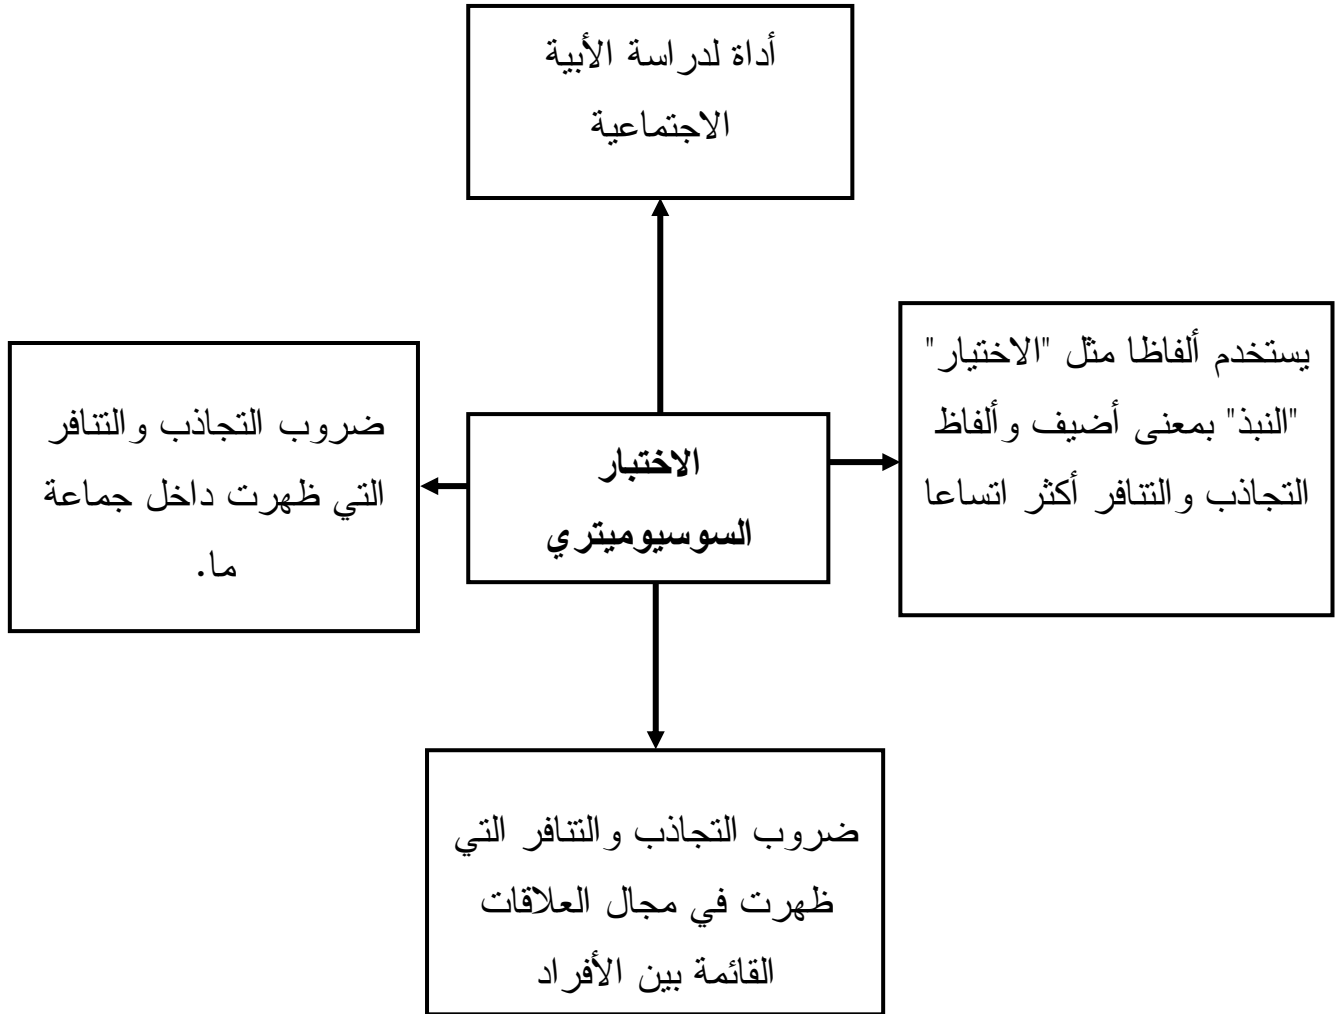 أداة لدراسة الأبية
الاجتماعية
يستخدم ألفاظا مثل "الاختيار"
"النبذ" بمعنى أضيف وألفاظ
التجاذب والتنافر أكثر اتساعا
الاختبار
السوسيوميتري
ضروب التجاذب والتنافر
التي ظهرت داخل جماعة
ما.
ضروب التجاذب والتنافر التي
ظهرت في مجال العلاقات
القائمة بين الأفراد